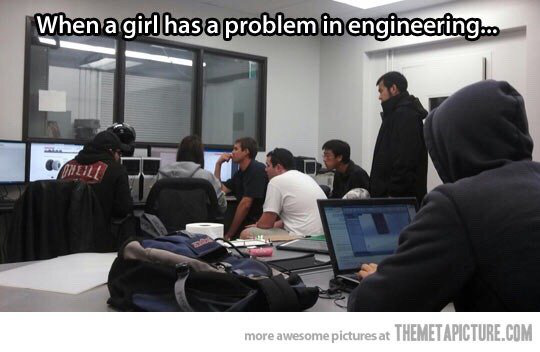 When a girl has a problem in engineering...
O'NEILL
more awesome pictures at THEMETAPICTURE.COM